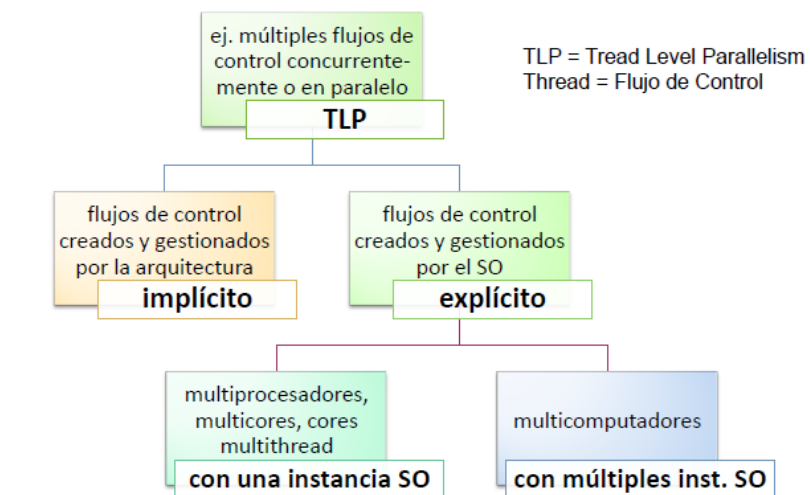 ej. múltiples flujos de
control concurrente-
mente o en paralelo
TLP
TLP = Tread Level Parallelism
Thread = Flujo de Control
flujos de control
creados y gestionados
por la arquitectura
implícito
flujos de control
creados y gestionados
por el SO
explícito
multiprocesadores,
multicores, cores
multithread
con una instancia SO
multicomputadores
con múltiples inst. SO